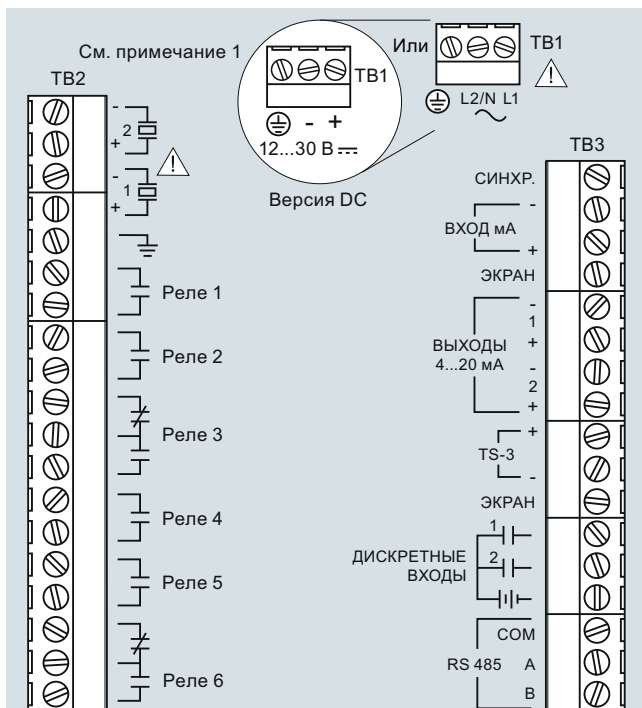 См. примечание 1
TB1
12...30 В
- +
Версия DC
Или
TB1
L2/N L1
TB2
-
2
+
-
1
+
Реле 1
Реле 2
Реле 3
Реле 4
Реле 5
Реле 6
TB3
СИНХР.
-
ВХОД мА
+
ЭКРАН
-
1
+
ВЫХОДЫ
4...20 мА
-
2
+
+
TS-3
-
ЭКРАН
1
2
ДИСКРЕТНЫЕ
ВХОДЫ
COM
RS 485 A
B